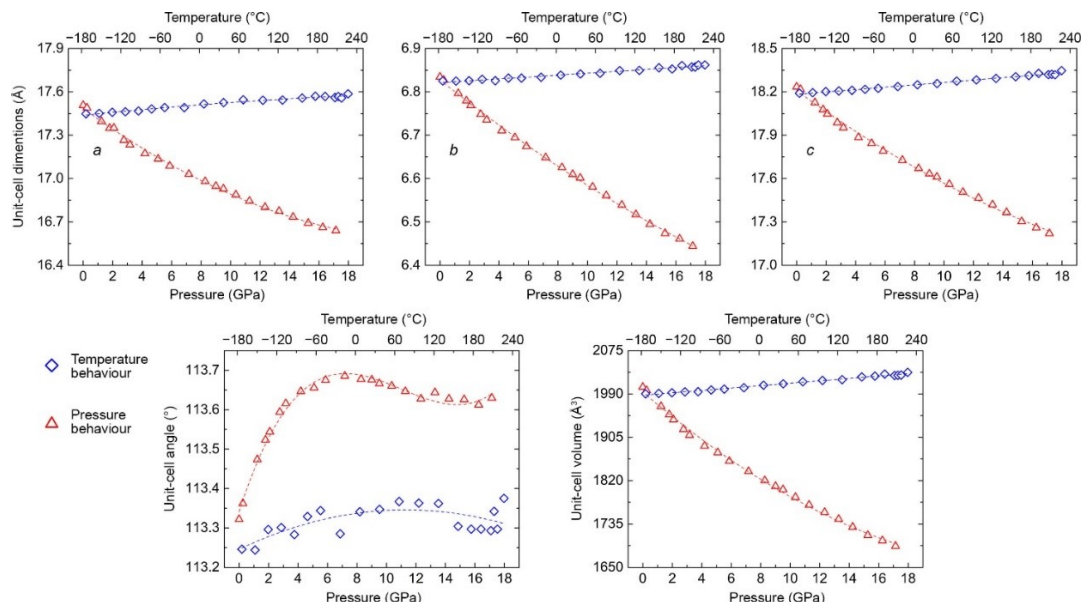 Temperature (°C)
−180 −120 −60 0 60 120 180 240
17.9
17.6
17.3
17.0
16.7
16.4
Unit-cell dimentions (Å)
a
0 2 4 6 8 10 12 14 16 18
Pressure (GPa)
Temperature (°C)
−180 −120 −60 0 60 120 180 240
6.9
6.8
6.7
6.6
6.5
6.4
b
0 2 4 6 8 10 12 14 16 18
Pressure (GPa)
Temperature (°C)
−180 −120 −60 0 60 120 180 240
18.5
18.2
17.9
17.6
17.3
17.0
c
0 2 4 6 8 10 12 14 16 18
Pressure (GPa)
Temperature
behaviour
Pressure
behaviour
Temperature (°C)
−180 −120 −60 0 60 120 180 240
113.7
113.6
113.5
113.4
113.3
113.2
Unit-cell angle (°)
0 2 4 6 8 10 12 14 16 18
Pressure (GPa)
Temperature (°C)
−180 −120 −60 0 60 120 180 240
2075
1990
1905
1820
1735
1650
Unit-cell volume (Å³)
0 2 4 6 8 10 12 14 16 18
Pressure (GPa)